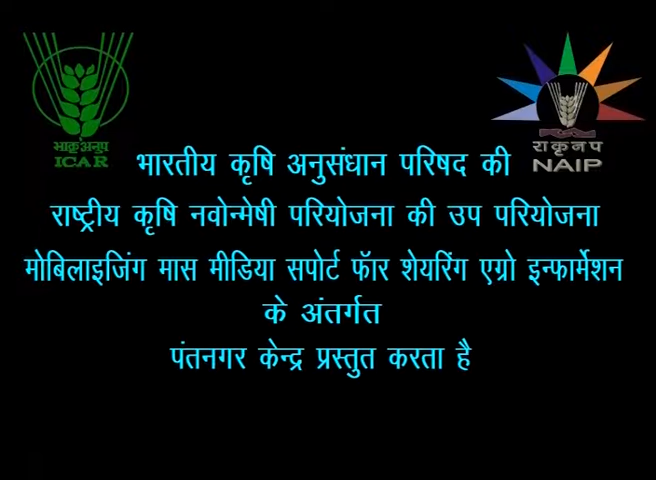 भाकृअनुप
ICAR
राकृनप
NAIP
भारतीय कृषि अनुसंधान परिषद की
राष्ट्रीय कृषि नवोन्मेषी परियोजना की उप परियोजना
मोबिलाइजिंग मास मीडिया सपोर्ट फॉर शेयरिंग एग्रो इन्फार्मेशन
के अंतर्गत
पंतनगर केन्द्र प्रस्तुत करता है